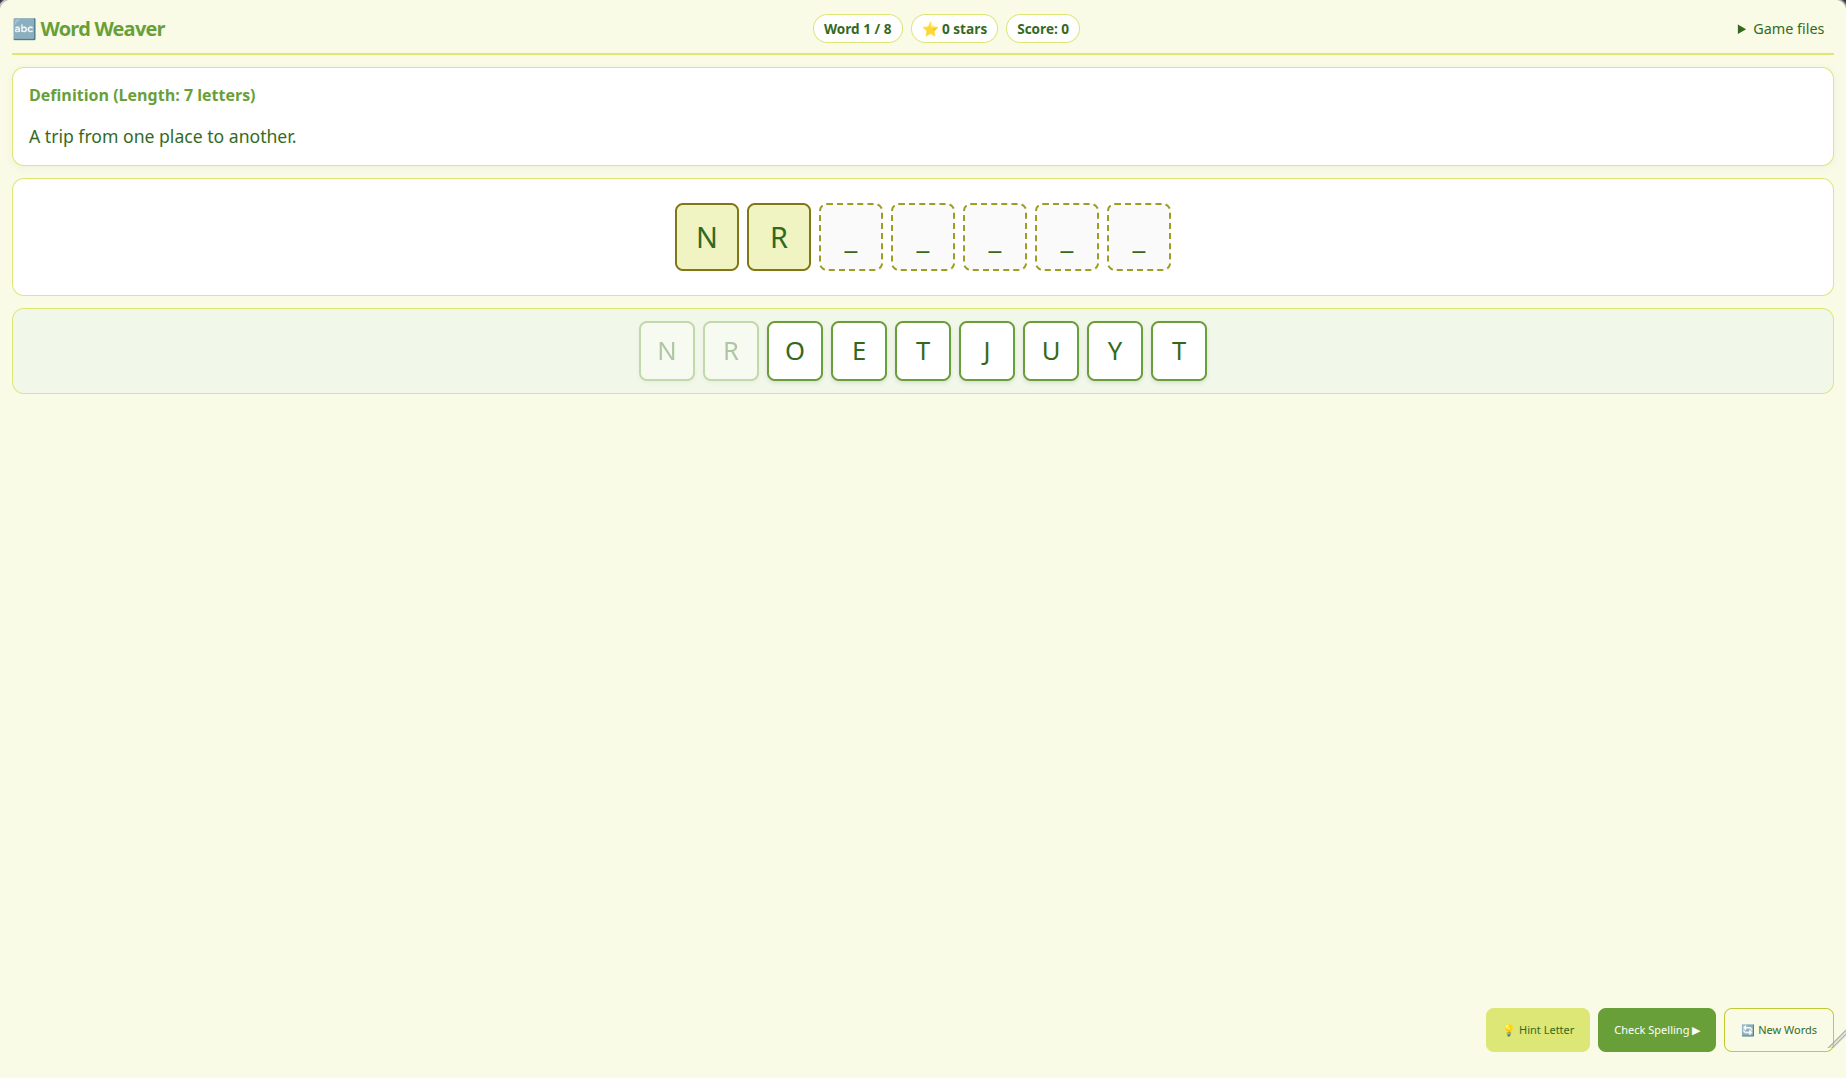 🔤 Word Weaver
Word 1 / 8
⭐ 0 stars
Score: 0
▶ Game files
Definition (Length: 7 letters)
A trip from one place to another.
N R _ _ _ _ _
N R O E T J U Y T
💡 Hint Letter
Check Spelling ▶
🔄 New Words